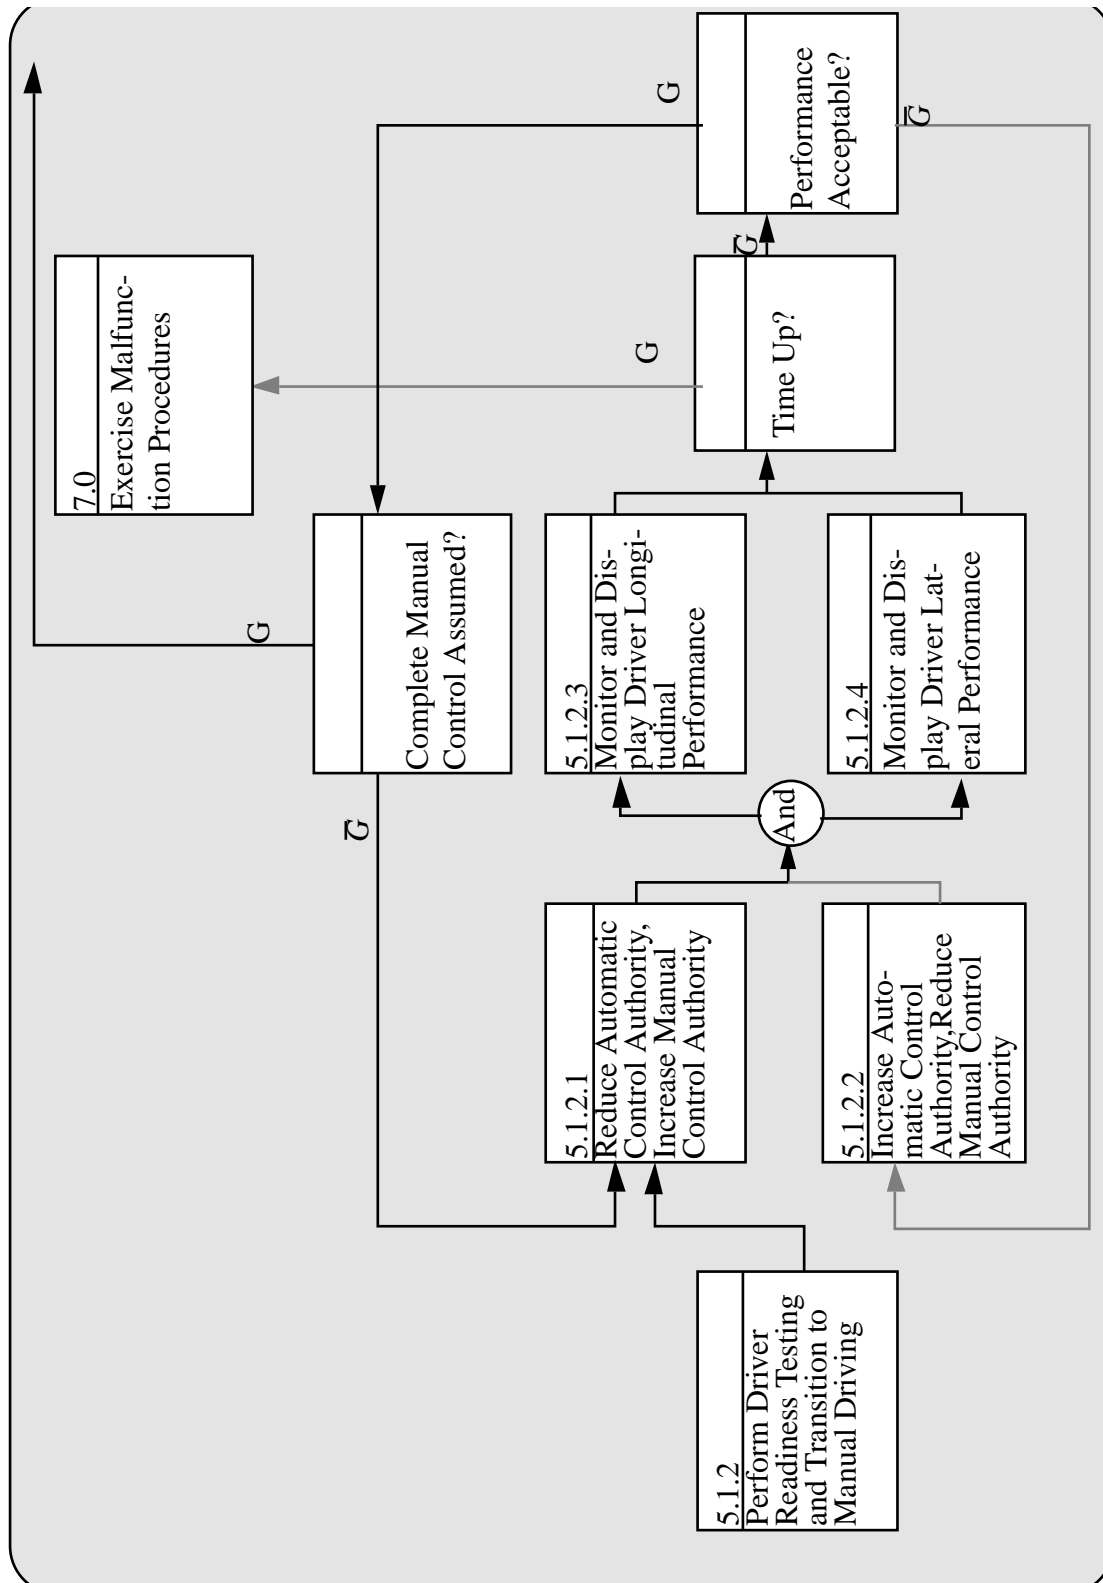 7.0
Exercise Malfunc-
tion Procedures
G
Complete Manual
Control Assumed?
G̅
5.1.2
Perform Driver
Readiness Testing
and Transition to
Manual Driving
5.1.2.1
Reduce Automatic
Control Authority,
Increase Manual
Control Authority
5.1.2.2
Increase Auto-
matic Control
Authority,Reduce
Manual Control
Authority
And
5.1.2.3
Monitor and Dis-
play Driver Longi-
tudinal
Performance
5.1.2.4
Monitor and Dis-
play Driver Lat-
eral Performance
G
Time Up?
G̅
G
Performance
Acceptable?
G̅